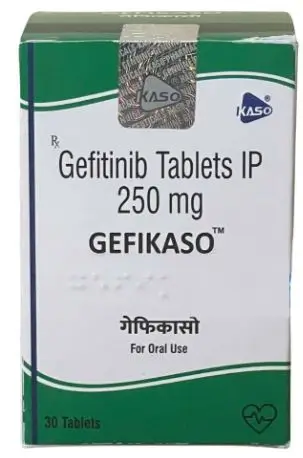 KASO
KASO
Rx
Gefitinib Tablets IP
250 mg
GEFIKASO™
गेफिकासो
For Oral Use
30 Tablets